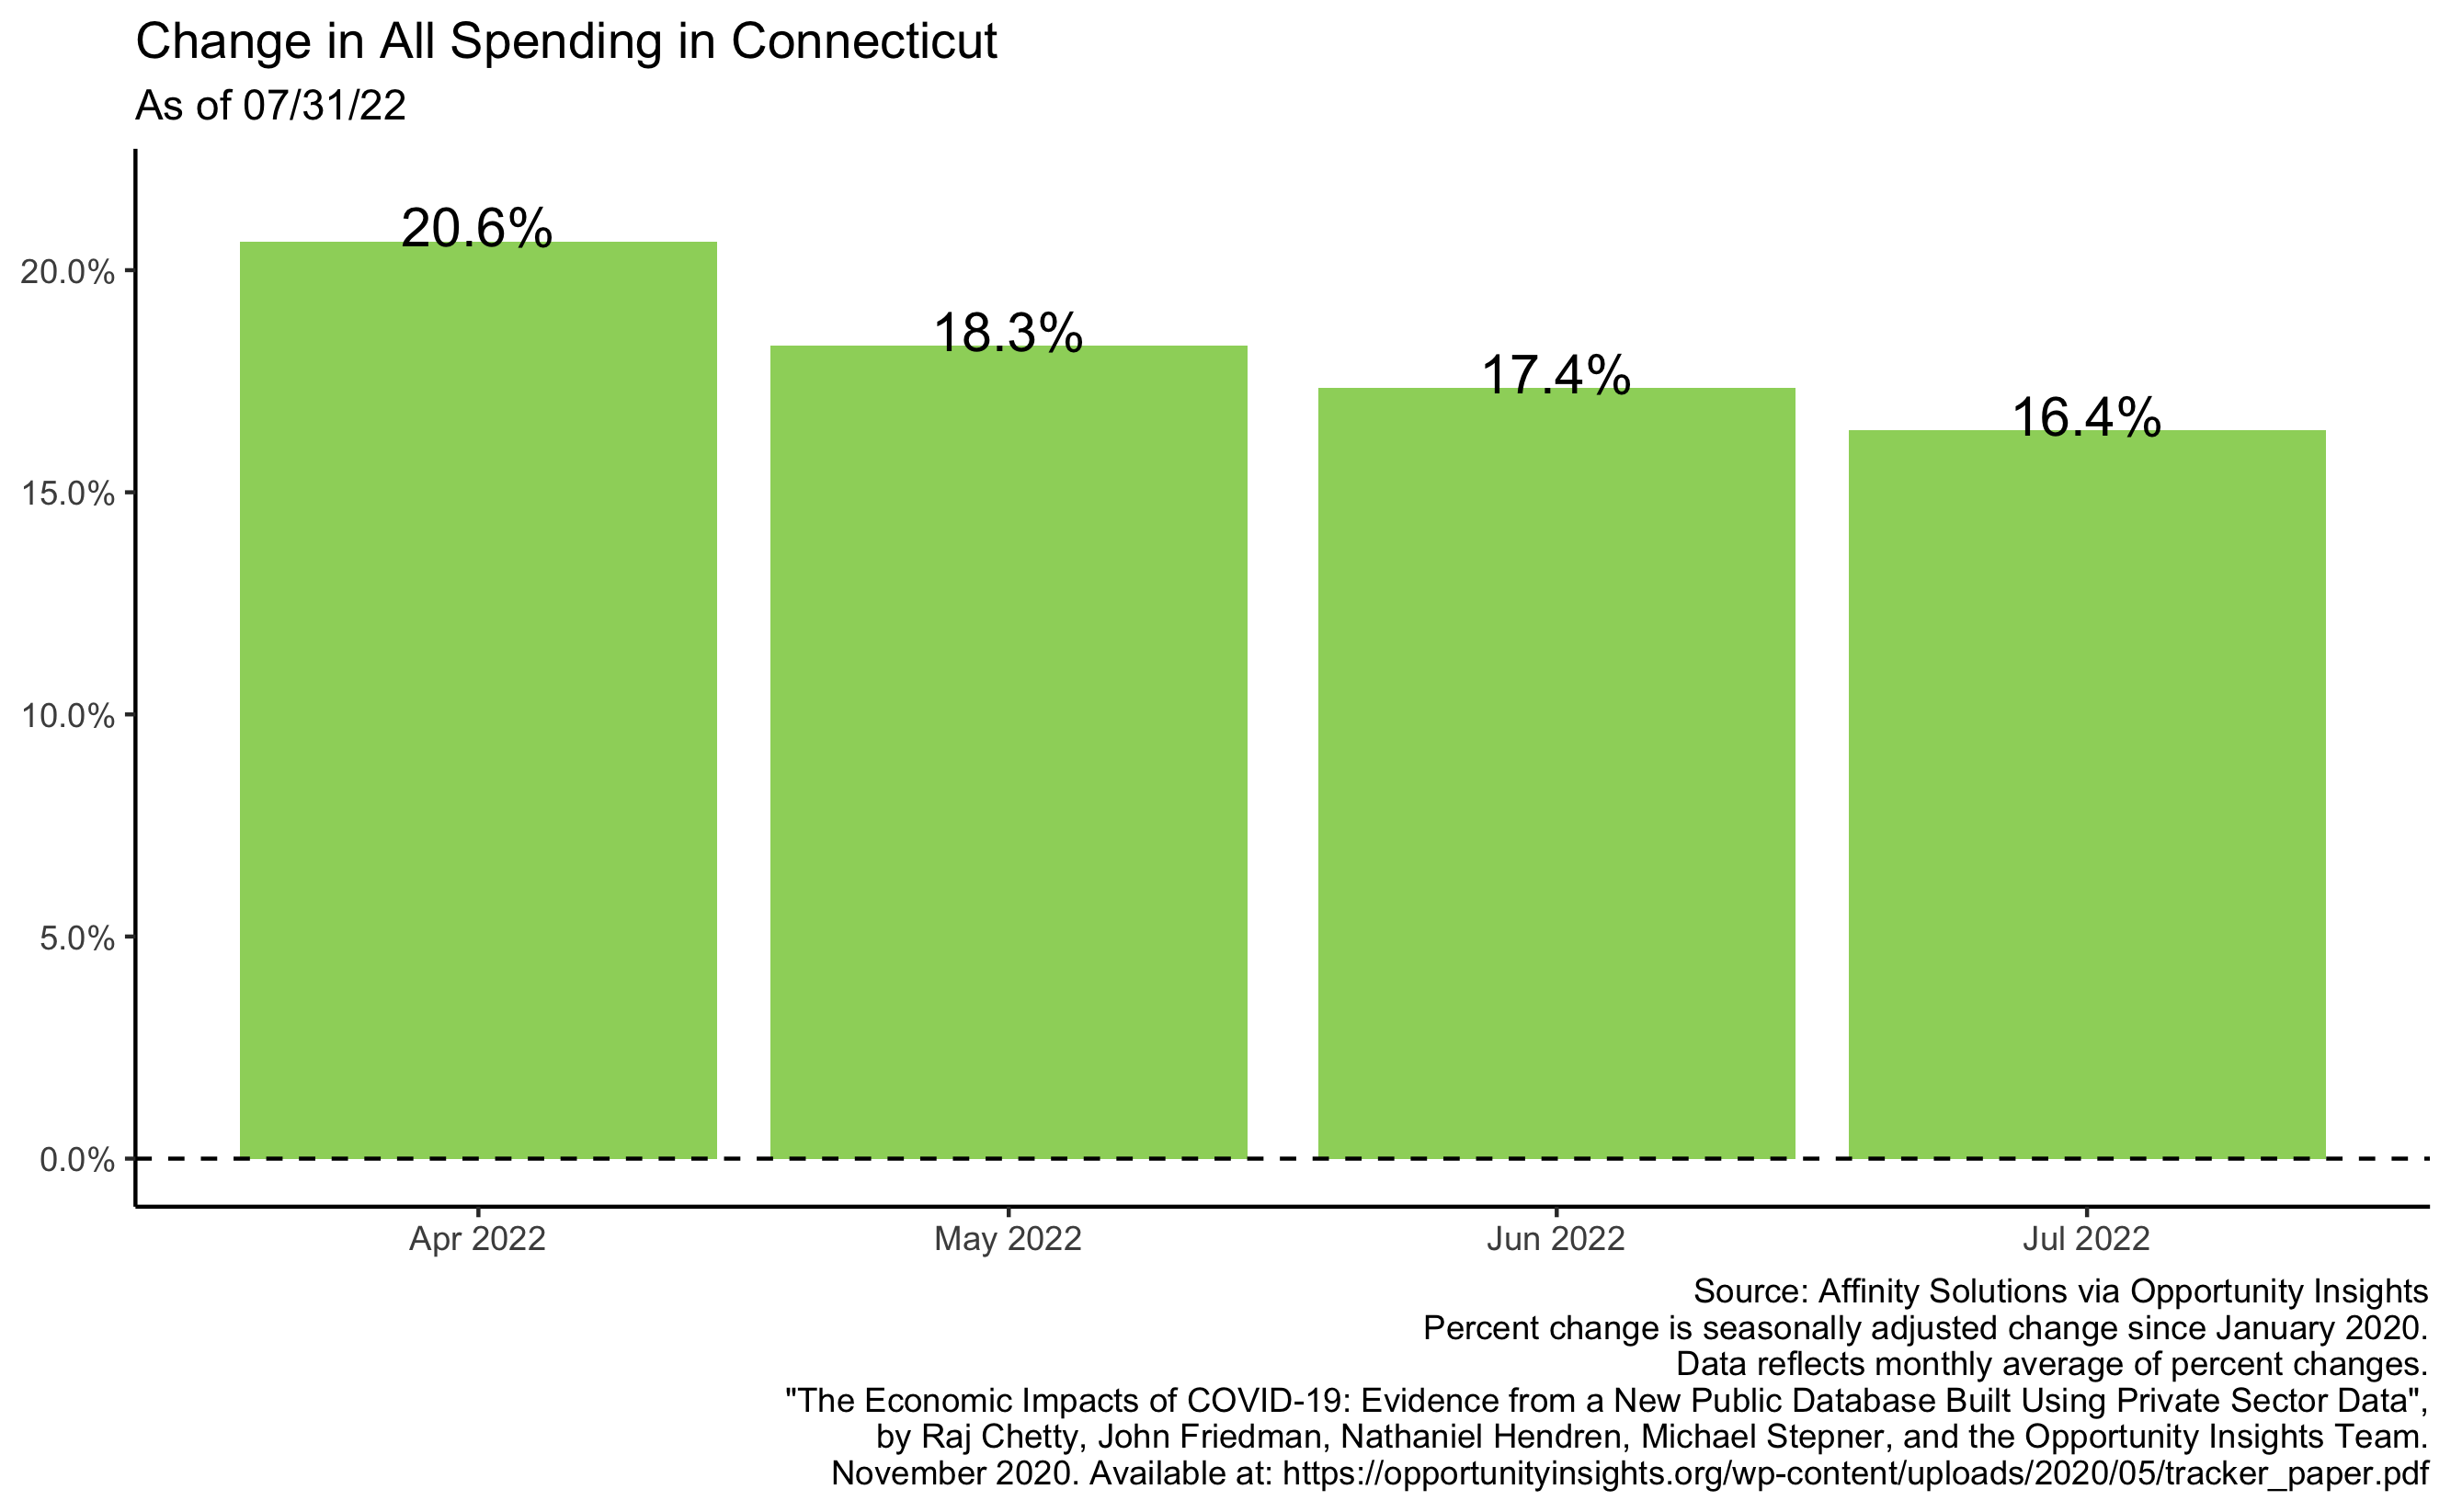 Change in All Spending in Connecticut
As of 07/31/22
20.6%
18.3%
17.4%
16.4%
20.0%
15.0%
10.0%
5.0%
0.0%
Apr 2022
May 2022
Jun 2022
Jul 2022
Source: Affinity Solutions via Opportunity Insights
Percent change is seasonally adjusted change since January 2020.
Data reflects monthly average of percent changes.
"The Economic Impacts of COVID-19: Evidence from a New Public Database Built Using Private Sector Data",
by Raj Chetty, John Friedman, Nathaniel Hendren, Michael Stepner, and the Opportunity Insights Team.
November 2020. Available at: https://opportunityinsights.org/wp-content/uploads/2020/05/tracker_paper.pdf